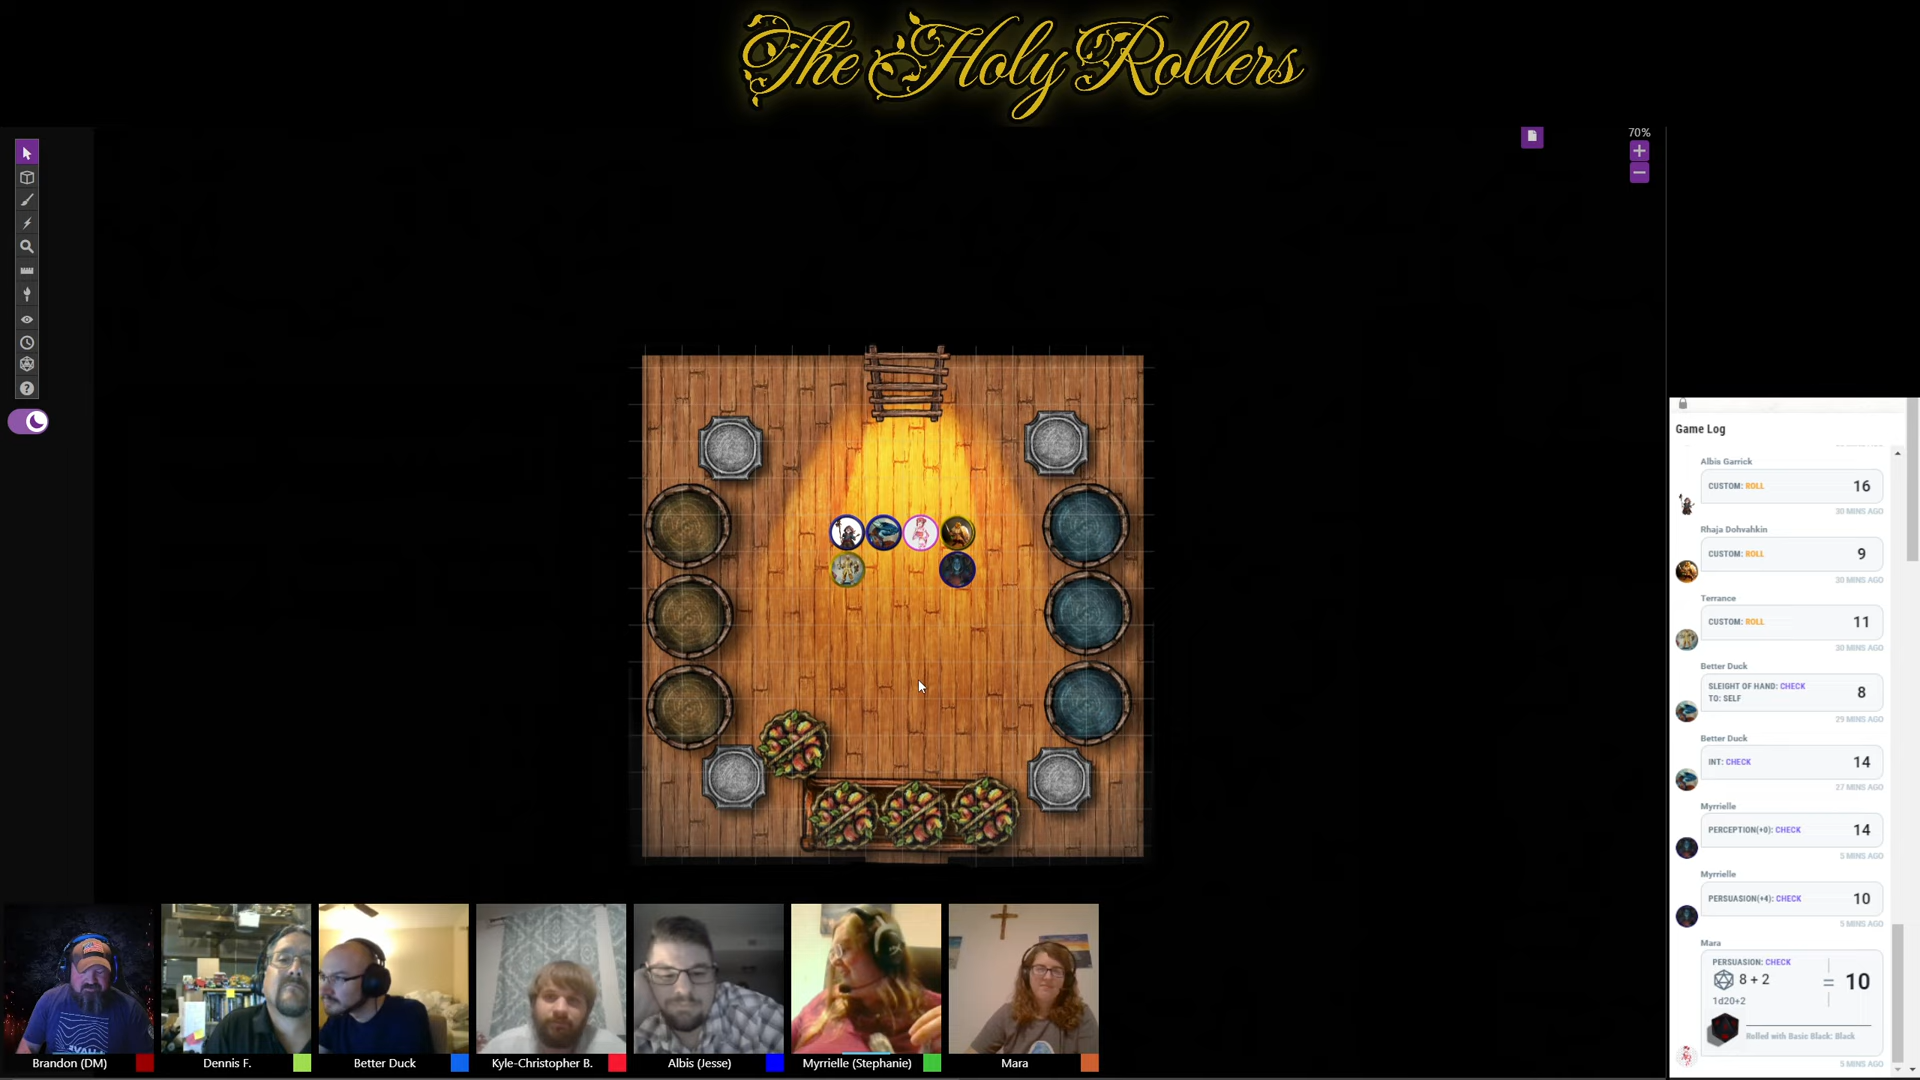 The Holy Rollers
70%
Game Log
Albis Garrick
CUSTOM: ROLL 16
30 MINS AGO
Rhaja Dohvahkin
CUSTOM: ROLL 9
30 MINS AGO
Terrance
CUSTOM: ROLL 11
30 MINS AGO
Better Duck
SLEIGHT OF HAND: CHECK
TO: SELF
8
29 MINS AGO
Better Duck
INT: CHECK 14
27 MINS AGO
Myrrielle
PERCEPTION(+0): CHECK 14
5 MINS AGO
Myrrielle
PERSUASION(+4): CHECK 10
5 MINS AGO
Mara
PERSUASION: CHECK
8 + 2 = 10
1d20+2
Rolled with Basic Black: Black
5 MINS AGO
Brandon (DM)
Dennis F.
Better Duck
Kyle-Christopher B.
Albis (Jesse)
Myrrielle (Stephanie)
Mara